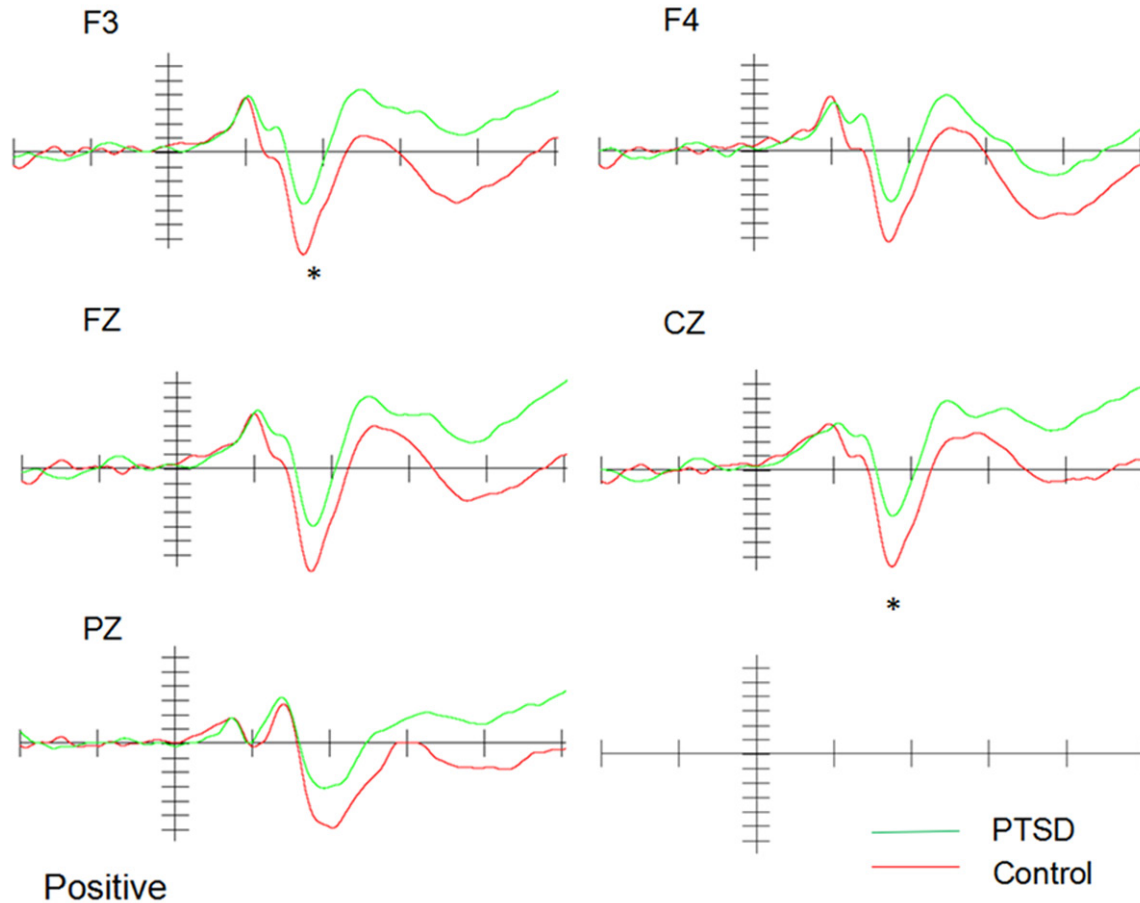 F3
F4
*
FZ
CZ
*
PZ
PTSD
Control
Positive